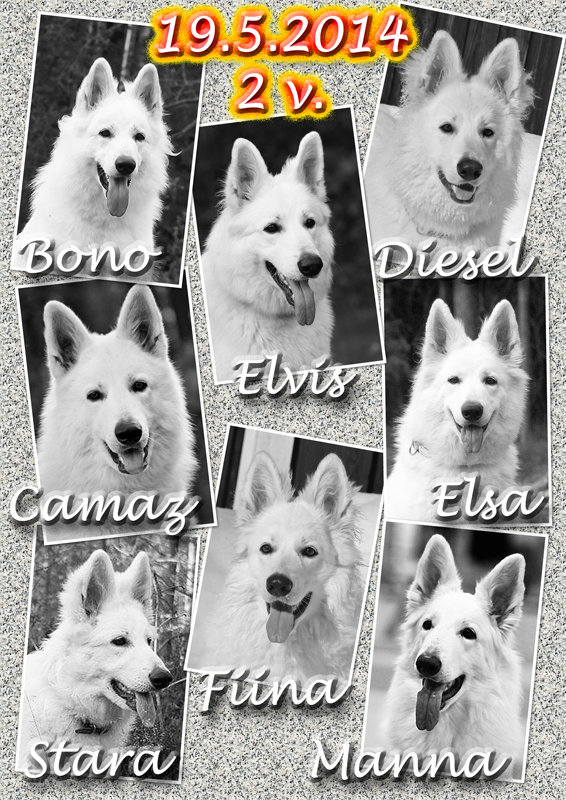 19.5.2014
2 v.
Bono
Diesel
Elvis
Camaz
Elsa
Fiina
Stara
Manna